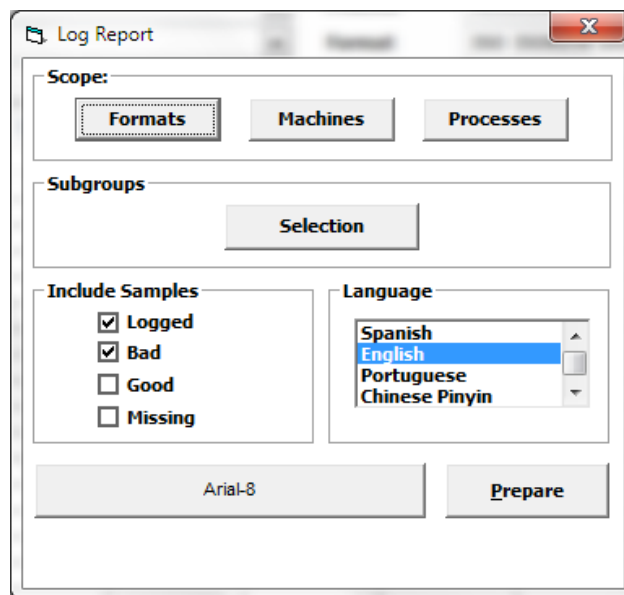 Log Report
Format
Scope:
Formats Machines Processes
Subgroups
Selection
Include Samples
Logged
Bad
Good
Missing
Language
Spanish
English
Portuguese
Chinese Pinyin
Arial-8 Prepare